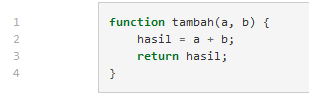 1 function tambah(a, b) {
2     hasil = a + b;
3     return hasil;
4 }